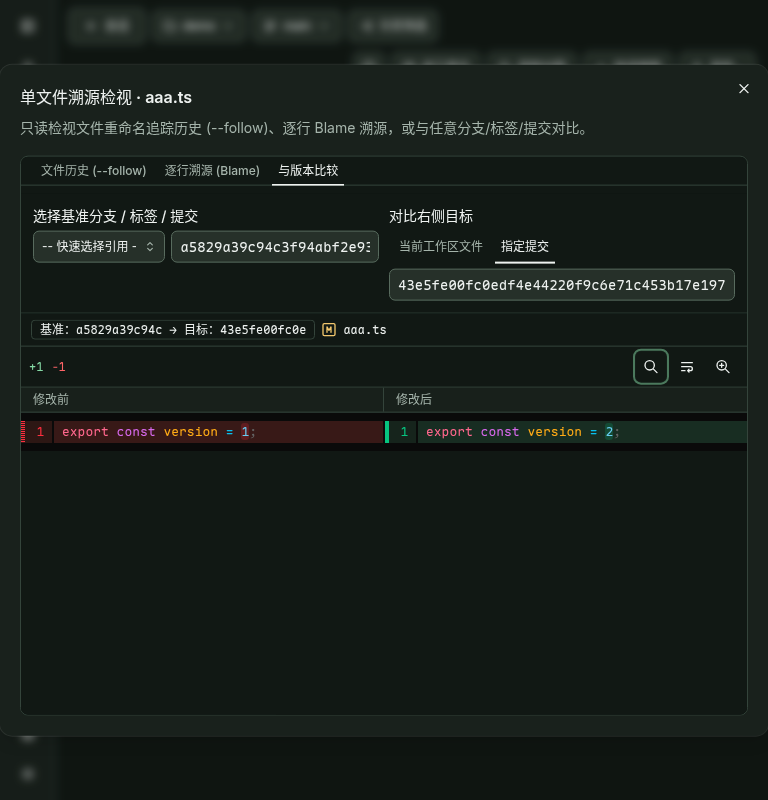 单文件溯源检视 · aaa.ts
只读检视文件重命名追踪历史 (--follow)、逐行 Blame 溯源，或与任意分支/标签/提交对比。
文件历史 (--follow) 逐行溯源 (Blame) 与版本比较
选择基准分支 / 标签 / 提交 对比右侧目标
-- 快速选择引用 - a5829a39c94c3f94abf2e93 当前工作区文件 指定提交
43e5fe00fc0edf4e44220f9c6e71c453b17e197
基准: a5829a39c94c → 目标: 43e5fe00fc0e M aaa.ts
+1 -1
修改前 修改后
1 export const version = 1; 1 export const version = 2;